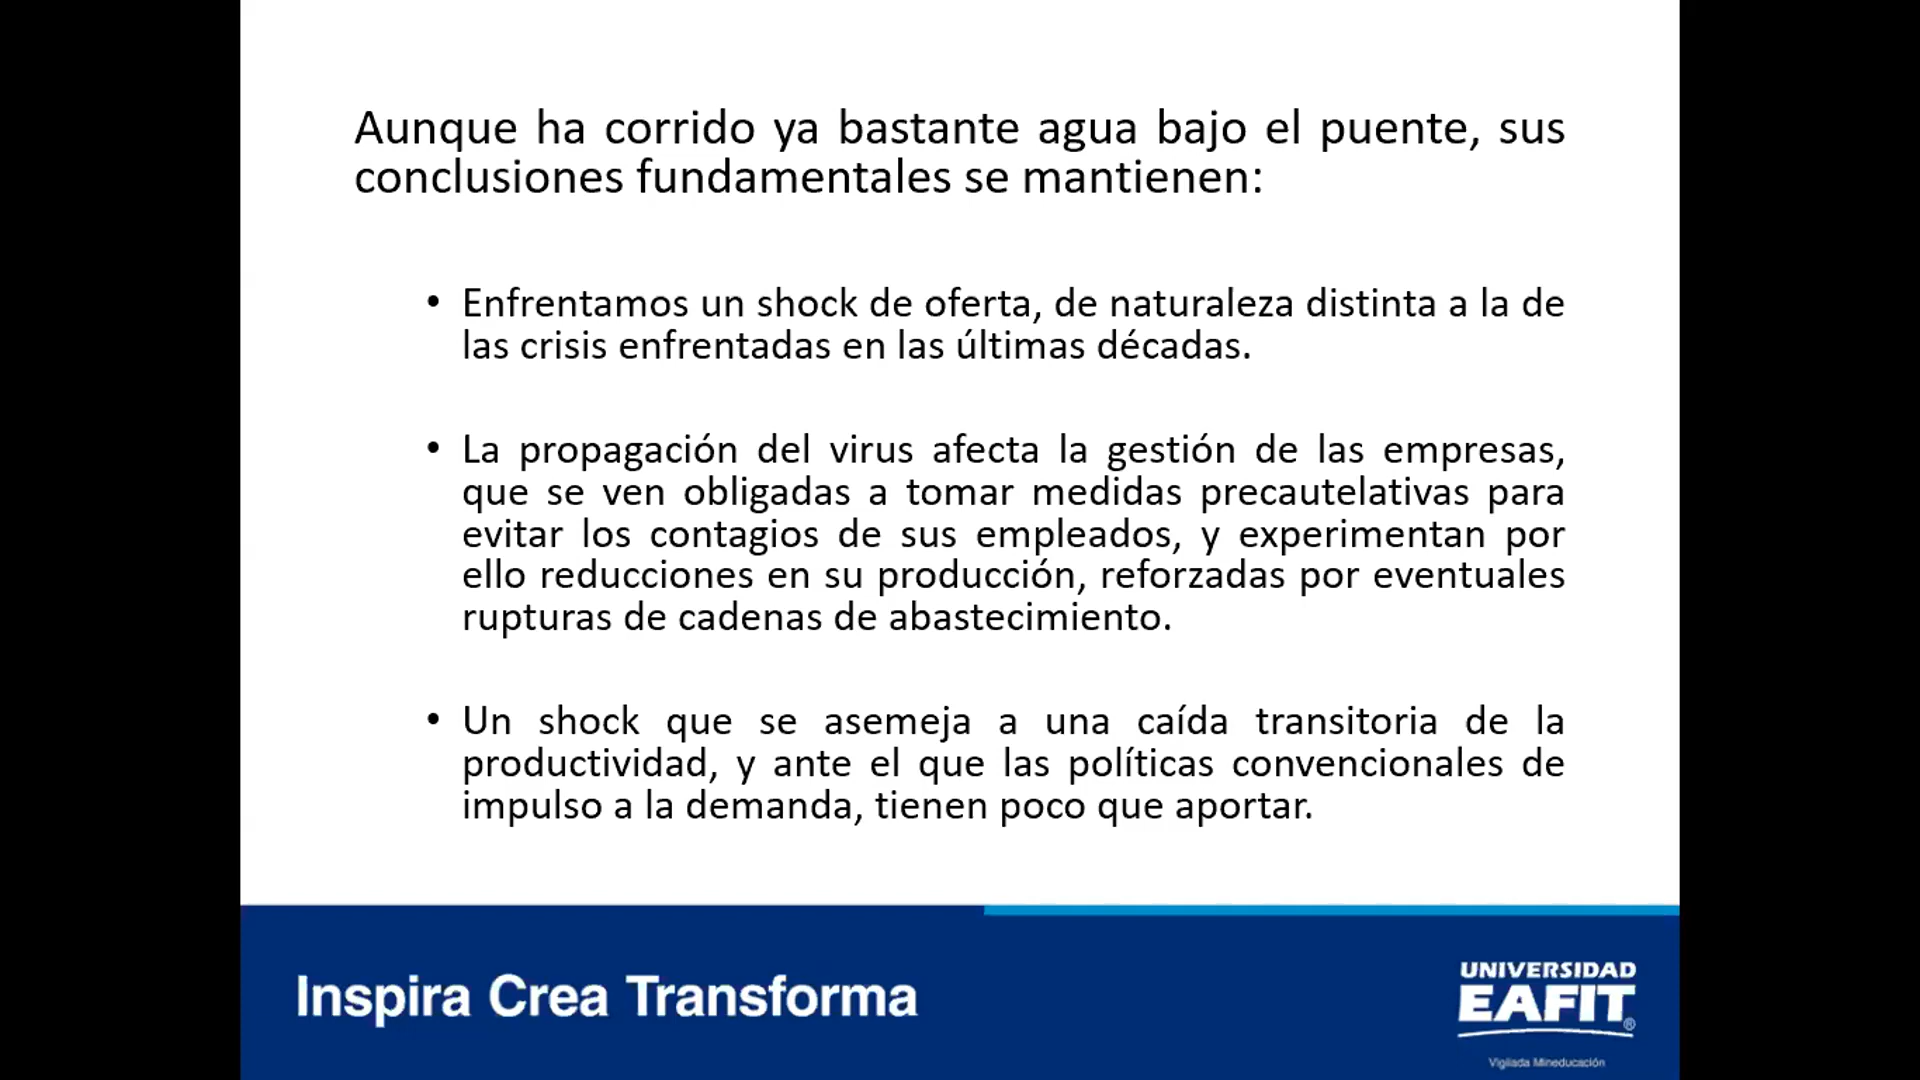 Aunque ha corrido ya bastante agua bajo el puente, sus
conclusiones fundamentales se mantienen:
• Enfrentamos un shock de oferta, de naturaleza distinta a la de
las crisis enfrentadas en las últimas décadas.
• La propagación del virus afecta la gestión de las empresas,
que se ven obligadas a tomar medidas precautelativas para
evitar los contagios de sus empleados, y experimentan por
ello reducciones en su producción, reforzadas por eventuales
rupturas de cadenas de abastecimiento.
• Un shock que se asemeja a una caída transitoria de la
productividad, y ante el que las políticas convencionales de
impulso a la demanda, tienen poco que aportar.
Inspira Crea Transforma
UNIVERSIDAD
EAFIT®
Vigilada Mineducación